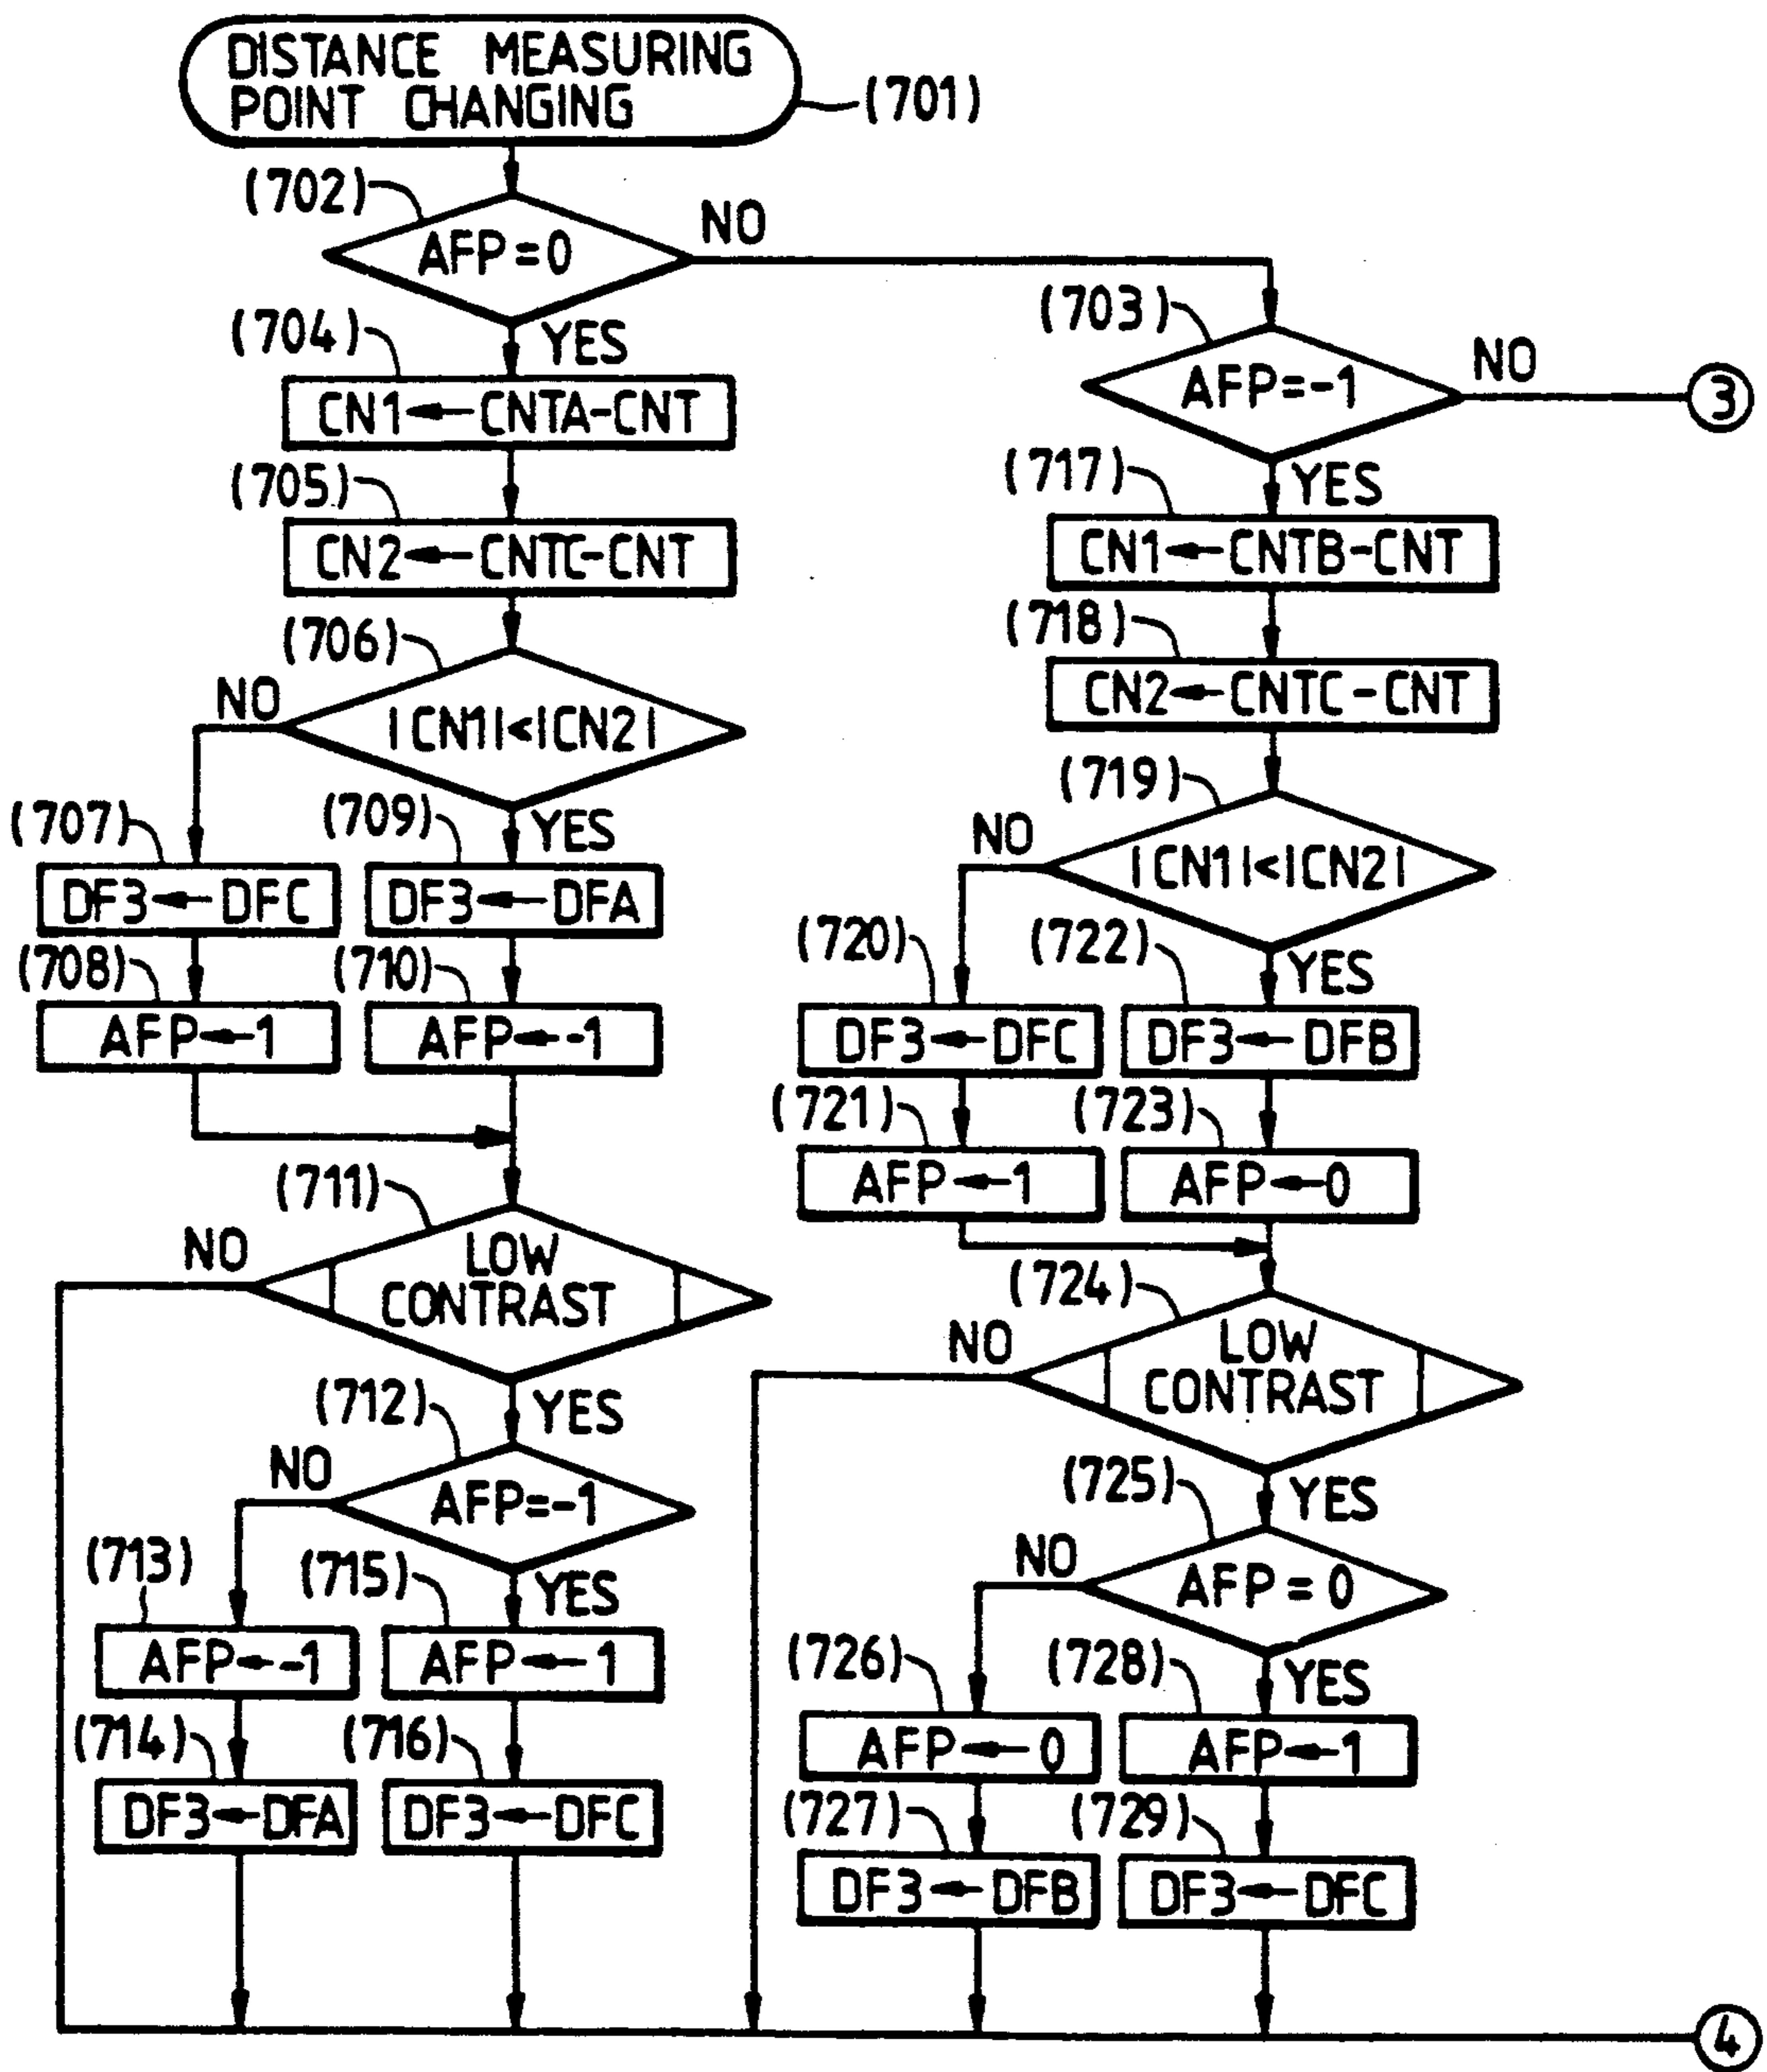 DISTANCE MEASURING
POINT CHANGING
(701)
(702)
AFP=0
NO
YES
(703)
AFP=-1
NO
3
YES
(704)
CN1←CNTA-CNT
(705)
CN2←CNTC-CNT
(706)
|CN1|<|CN2|
NO
YES
(707)
DF3←DFC
(709)
DF3←DFA
(708)
AFP←1
(710)
AFP←-1
(711)
LOW
CONTRAST
NO
YES
(712)
AFP=-1
NO
YES
(713)
AFP←-1
(715)
AFP←1
(714)
DF3←DFA
(716)
DF3←DFC
(717)
CN1←CNTB-CNT
(718)
CN2←CNTC-CNT
(719)
|CN1|<|CN2|
NO
YES
(720)
DF3←DFC
(722)
DF3←DFB
(721)
AFP←1
(723)
AFP←0
(724)
LOW
CONTRAST
NO
YES
(725)
AFP=0
NO
YES
(726)
AFP←0
(728)
AFP←1
(727)
DF3←DFB
(729)
DF3←DFC
4